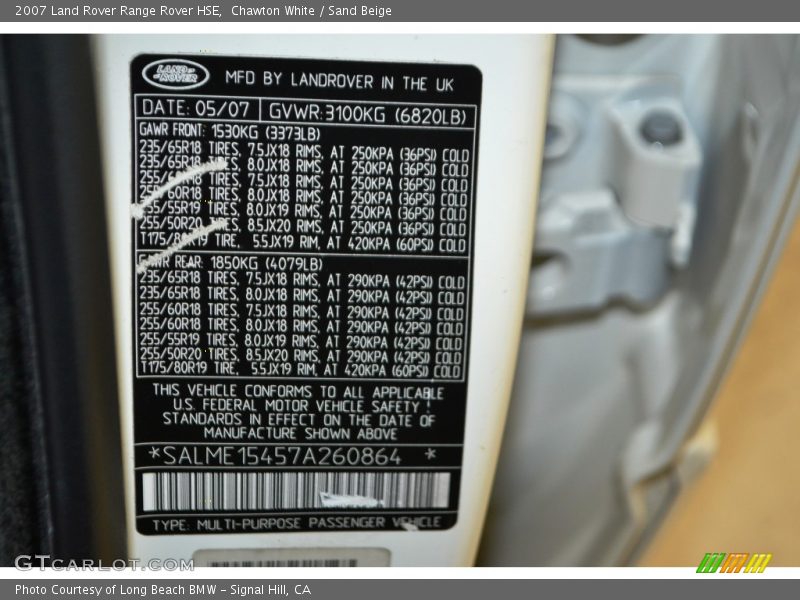 2007 Land Rover Range Rover HSE,  Chawton White / Sand Beige
LAND-ROVER MFD BY LANDROVER IN THE UK
DATE: 05/07 GVWR:3100KG (6820LB)
GAWR FRONT: 1530KG (3373LB)
235/65R18 TIRES, 7.5JX18 RIMS, AT 250KPA (36PSI) COLD
235/65R18 TIRES, 8.0JX18 RIMS, AT 250KPA (36PSI) COLD
TIRES, 7.5JX18 RIMS, AT 250KPA (36PSI) COLD
TIRES, 8.0JX18 RIMS, AT 250KPA (36PSI) COLD
TIRES, 8.0JX19 RIMS, AT 250KPA (36PSI) COLD
255/50R20 TIRES, 8.5JX20 RIMS, AT 250KPA (36PSI) COLD
TIRE, 5.5JX19 RIM, AT 420KPA (60PSI) COLD
REAR: 1850KG (4079LB)
235/65R18 TIRES, 7.5JX18 RIMS, AT 290KPA (42PSI) COLD
235/65R18 TIRES, 8.0JX18 RIMS, AT 290KPA (42PSI) COLD
255/60R18 TIRES, 7.5JX18 RIMS, AT 290KPA (42PSI) COLD
255/60R18 TIRES, 8.0JX18 RIMS, AT 290KPA (42PSI) COLD
255/55R19 TIRES, 8.0JX19 RIMS, AT 290KPA (42PSI) COLD
255/50R20 TIRES, 8.5JX20 RIMS, AT 290KPA (42PSI) COLD
T175/80R19 TIRE, 5.5JX19 RIM, AT 420KPA (60PSI) COLD
THIS VEHICLE CONFORMS TO ALL APPLICABLE
U.S. FEDERAL MOTOR VEHICLE SAFETY
STANDARDS IN EFFECT ON THE DATE OF
MANUFACTURE SHOWN ABOVE
*SALME15457A260864 *
TYPE: MULTI-PURPOSE PASSENGER VEHICLE
GTCarLot.com
Photo Courtesy of Long Beach BMW - Signal Hill, CA